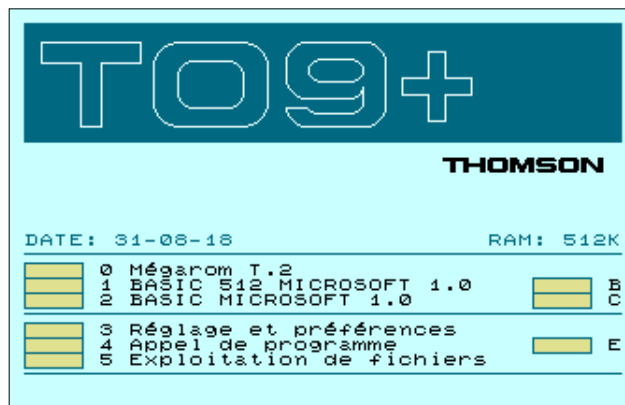 TO9+
THOMSON
DATE: 31-08-18 RAM: 512K
0 Mégarom T.2
1 BASIC 512 MICROSOFT 1.0 B
2 BASIC MICROSOFT 1.0 C
3 Réglage et préférences
4 Appel de programme E
5 Exploitation de fichiers